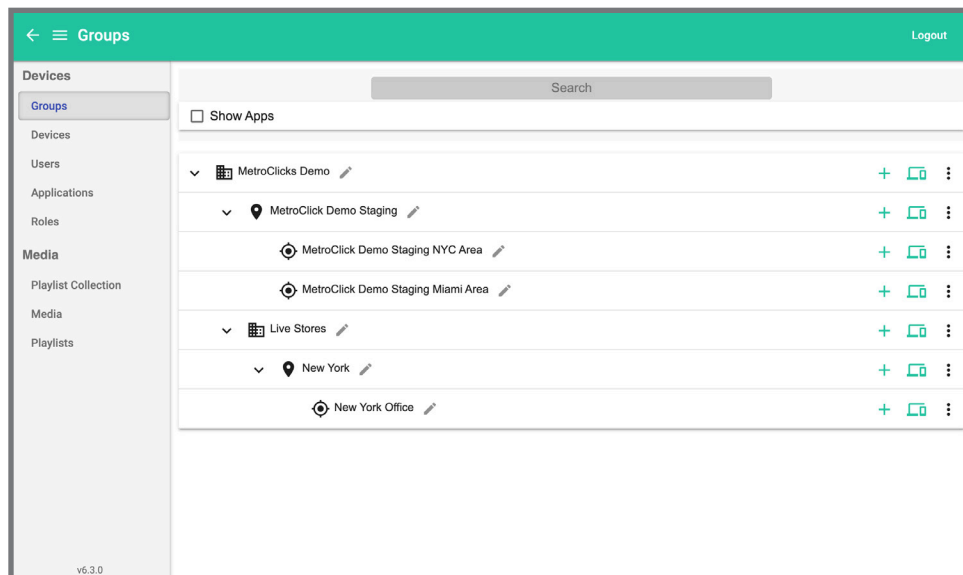 Groups
Logout
Devices
Groups
Devices
Users
Applications
Roles
Media
Playlist Collection
Media
Playlists
v6.3.0
Search
Show Apps
MetroClicks Demo
MetroClick Demo Staging
MetroClick Demo Staging NYC Area
MetroClick Demo Staging Miami Area
Live Stores
New York
New York Office